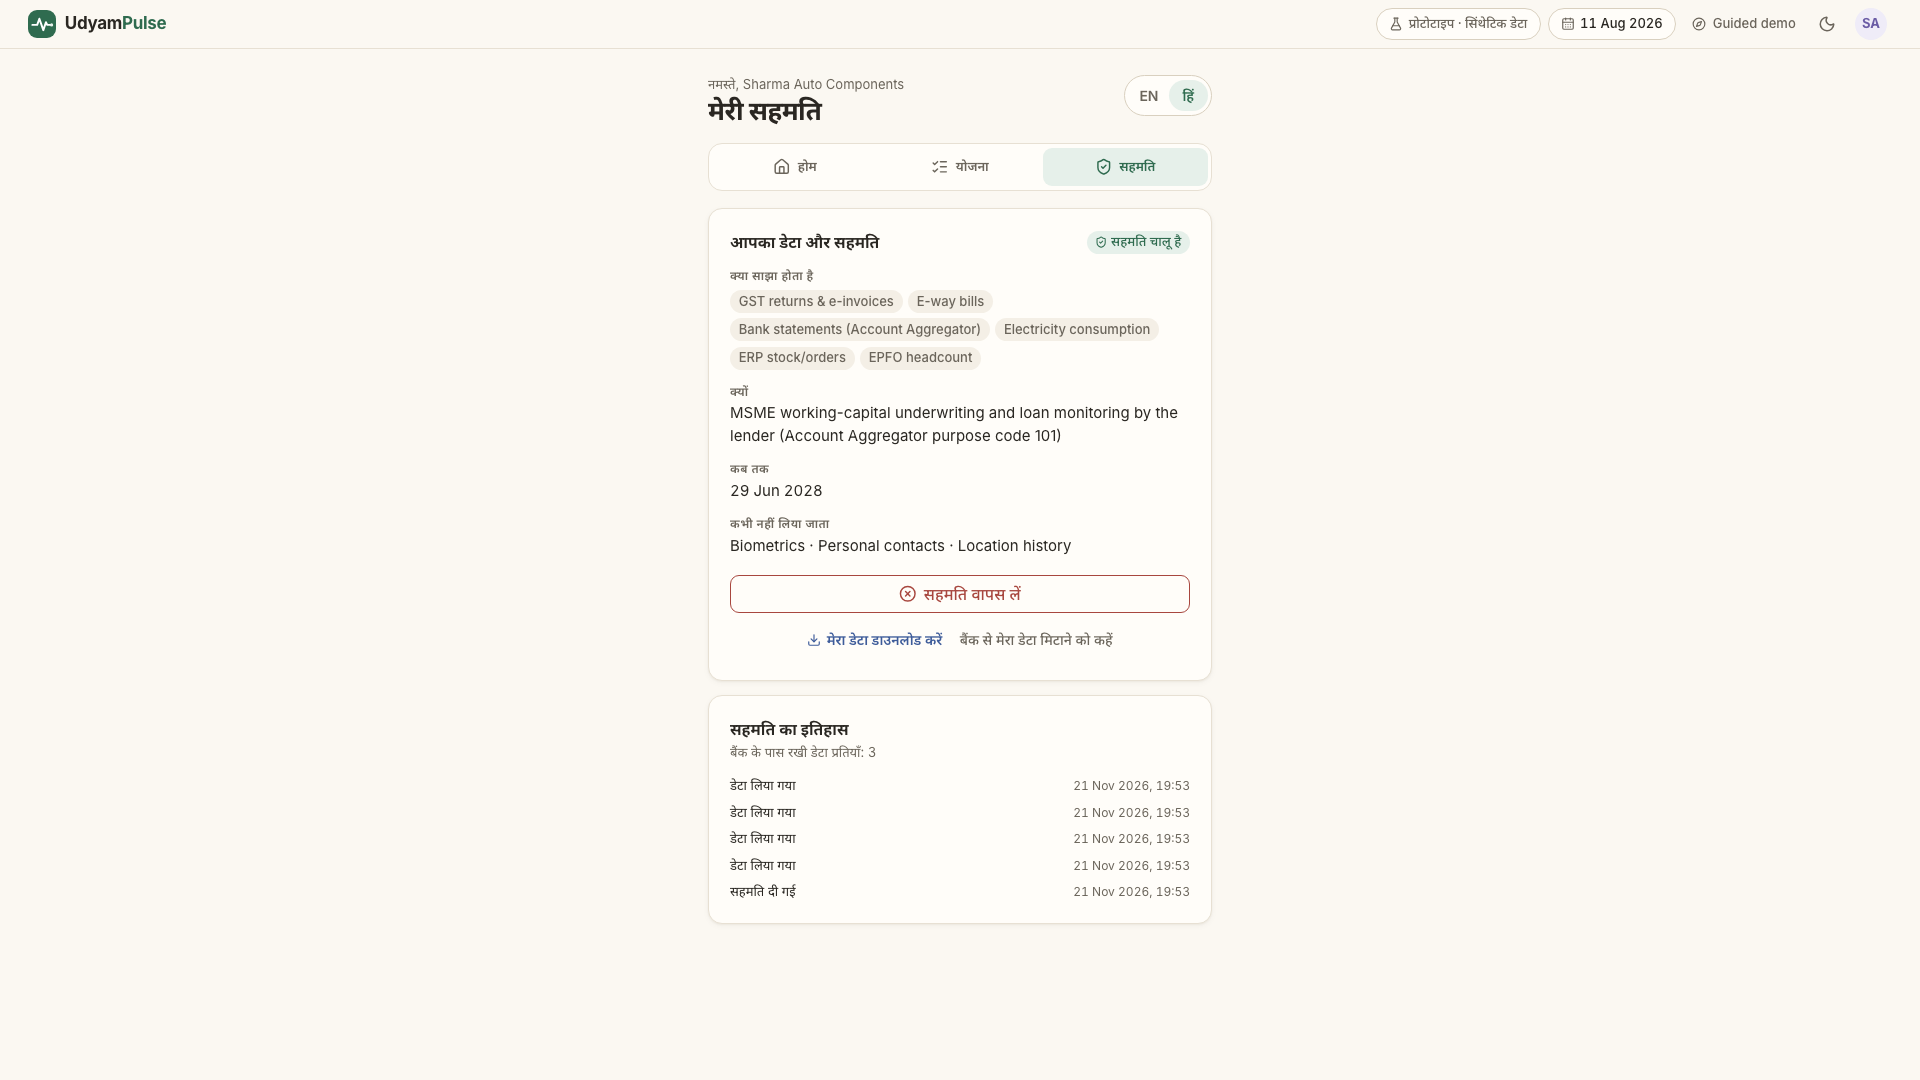 UdyamPulse
प्रोटोटाइप · सिंथेटिक डेटा
11 Aug 2026
Guided demo
SA
नमस्ते, Sharma Auto Components
मेरी सहमति
EN
हिं
होम
योजना
सहमति
आपका डेटा और सहमति
सहमति चालू है
क्या साझा होता है
GST returns & e-invoices
E-way bills
Bank statements (Account Aggregator)
Electricity consumption
ERP stock/orders
EPFO headcount
क्यों
MSME working-capital underwriting and loan monitoring by the
lender (Account Aggregator purpose code 101)
कब तक
29 Jun 2028
कभी नहीं लिया जाता
Biometrics · Personal contacts · Location history
सहमति वापस लें
मेरा डेटा डाउनलोड करें
बैंक से मेरा डेटा मिटाने को कहें
सहमति का इतिहास
बैंक के पास रखी डेटा प्रतियाँ: 3
डेटा लिया गया 21 Nov 2026, 19:53
डेटा लिया गया 21 Nov 2026, 19:53
डेटा लिया गया 21 Nov 2026, 19:53
डेटा लिया गया 21 Nov 2026, 19:53
सहमति दी गई 21 Nov 2026, 19:53